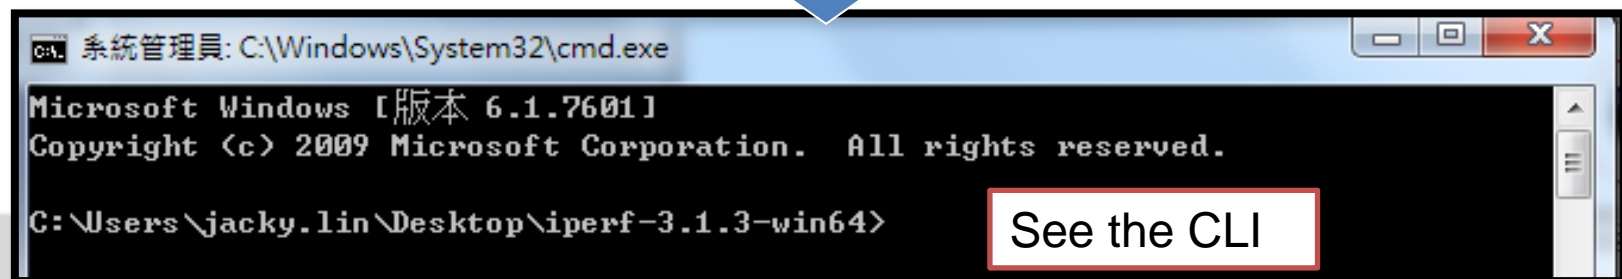 系統管理員: C:\Windows\System32\cmd.exe
Microsoft Windows [版本 6.1.7601]
Copyright (c) 2009 Microsoft Corporation.  All rights reserved.
C:\Users\jacky.lin\Desktop\iperf-3.1.3-win64>
See the CLI